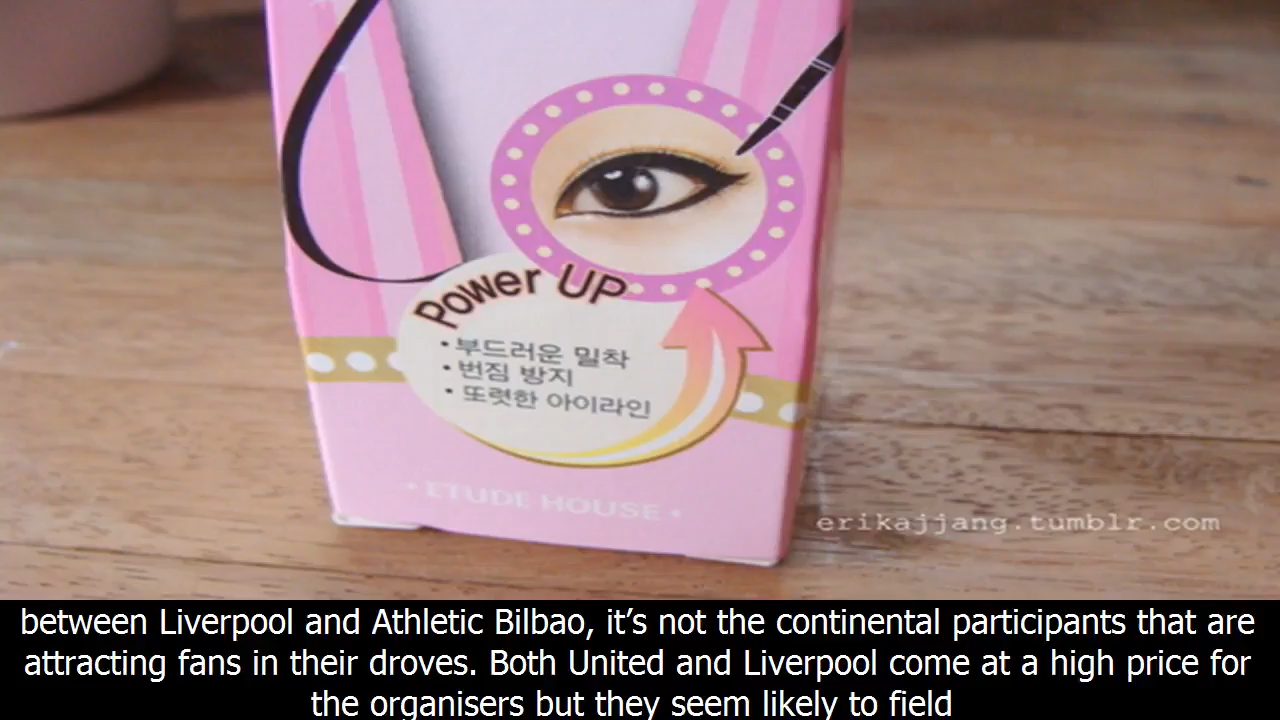 Power UP
• 부드러운 밀착
• 번짐 방지
• 또렷한 아이라인
• ETUDE HOUSE •
erikajjang.tumblr.com
between Liverpool and Athletic Bilbao, it’s not the continental participants that are
attracting fans in their droves. Both United and Liverpool come at a high price for
the organisers but they seem likely to field